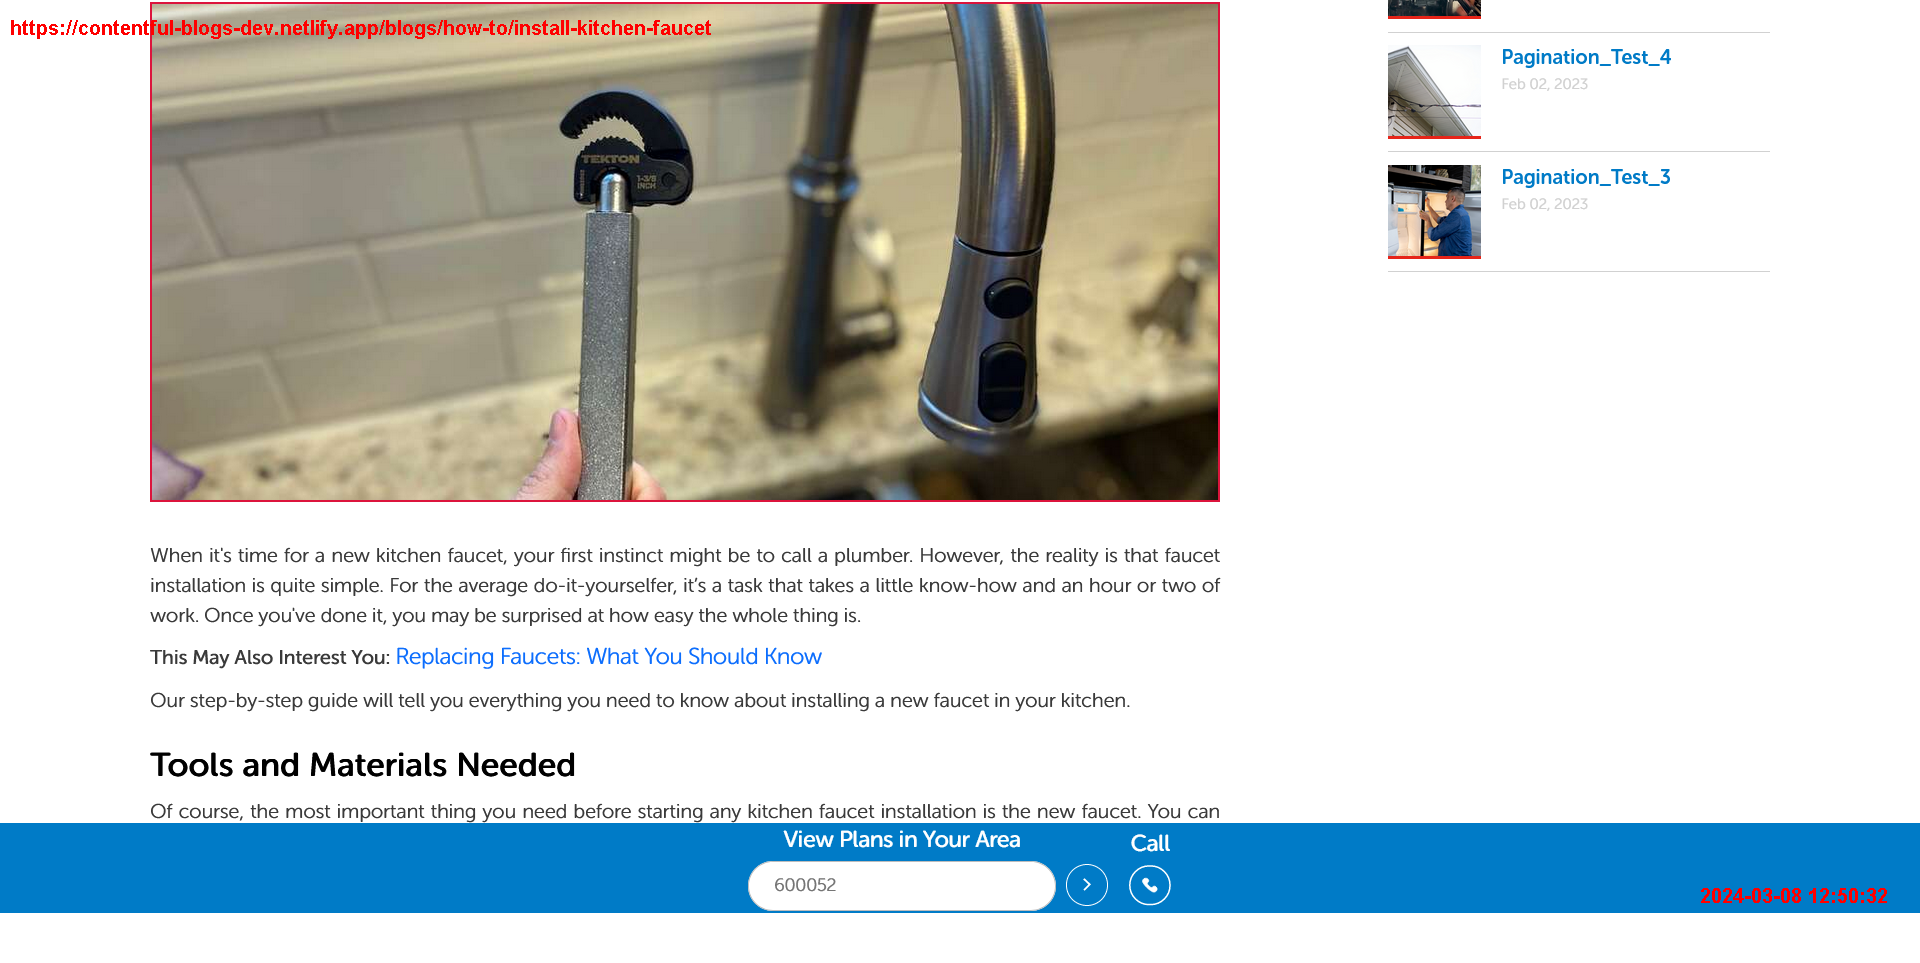 https://contentful-blogs-dev.netlify.app/blogs/how-to/install-kitchen-faucet
TEKTON
1-3/8
INCH
Pagination_Test_4
Feb 02, 2023
Pagination_Test_3
Feb 02, 2023
When it's time for a new kitchen faucet, your first instinct might be to call a plumber. However, the reality is that faucet
installation is quite simple. For the average do-it-yourselfer, it’s a task that takes a little know-how and an hour or two of
work. Once you've done it, you may be surprised at how easy the whole thing is.
This May Also Interest You: Replacing Faucets: What You Should Know
Our step-by-step guide will tell you everything you need to know about installing a new faucet in your kitchen.
Tools and Materials Needed
Of course, the most important thing you need before starting any kitchen faucet installation is the new faucet. You can
View Plans in Your Area
Call
600052
2024-03-08 12:50:32